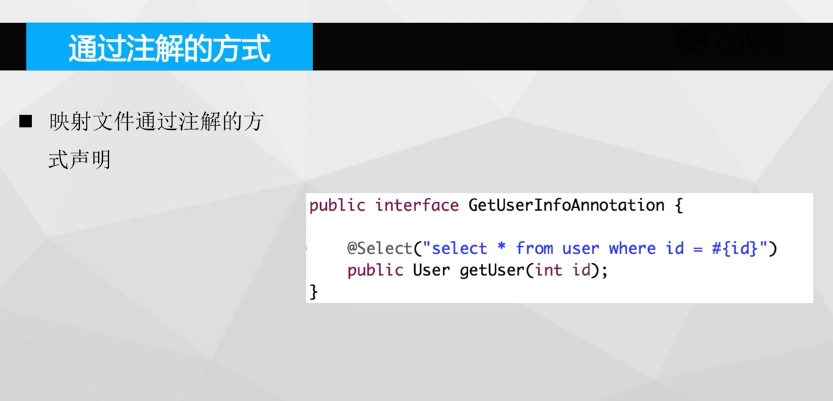 通过注解的方式
■ 映射文件通过注解的方
式声明
public interface GetUserInfoAnnotation {
@Select("select * from user where id = #{id}")
public User getUser(int id);
}